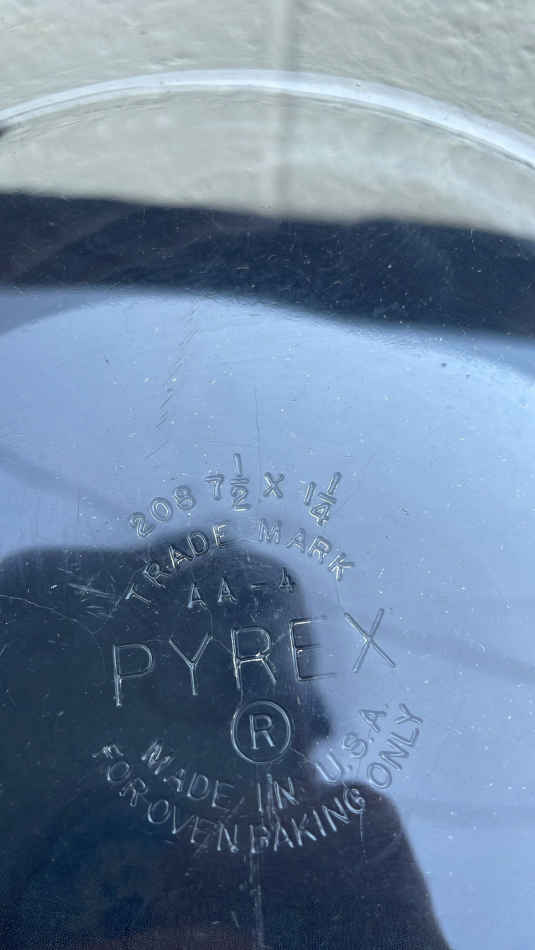 208 7½ X 1¼
TRADE MARK
AA-4
PYREX
®
MADE IN U.S.A.
FOR OVEN BAKING ONLY